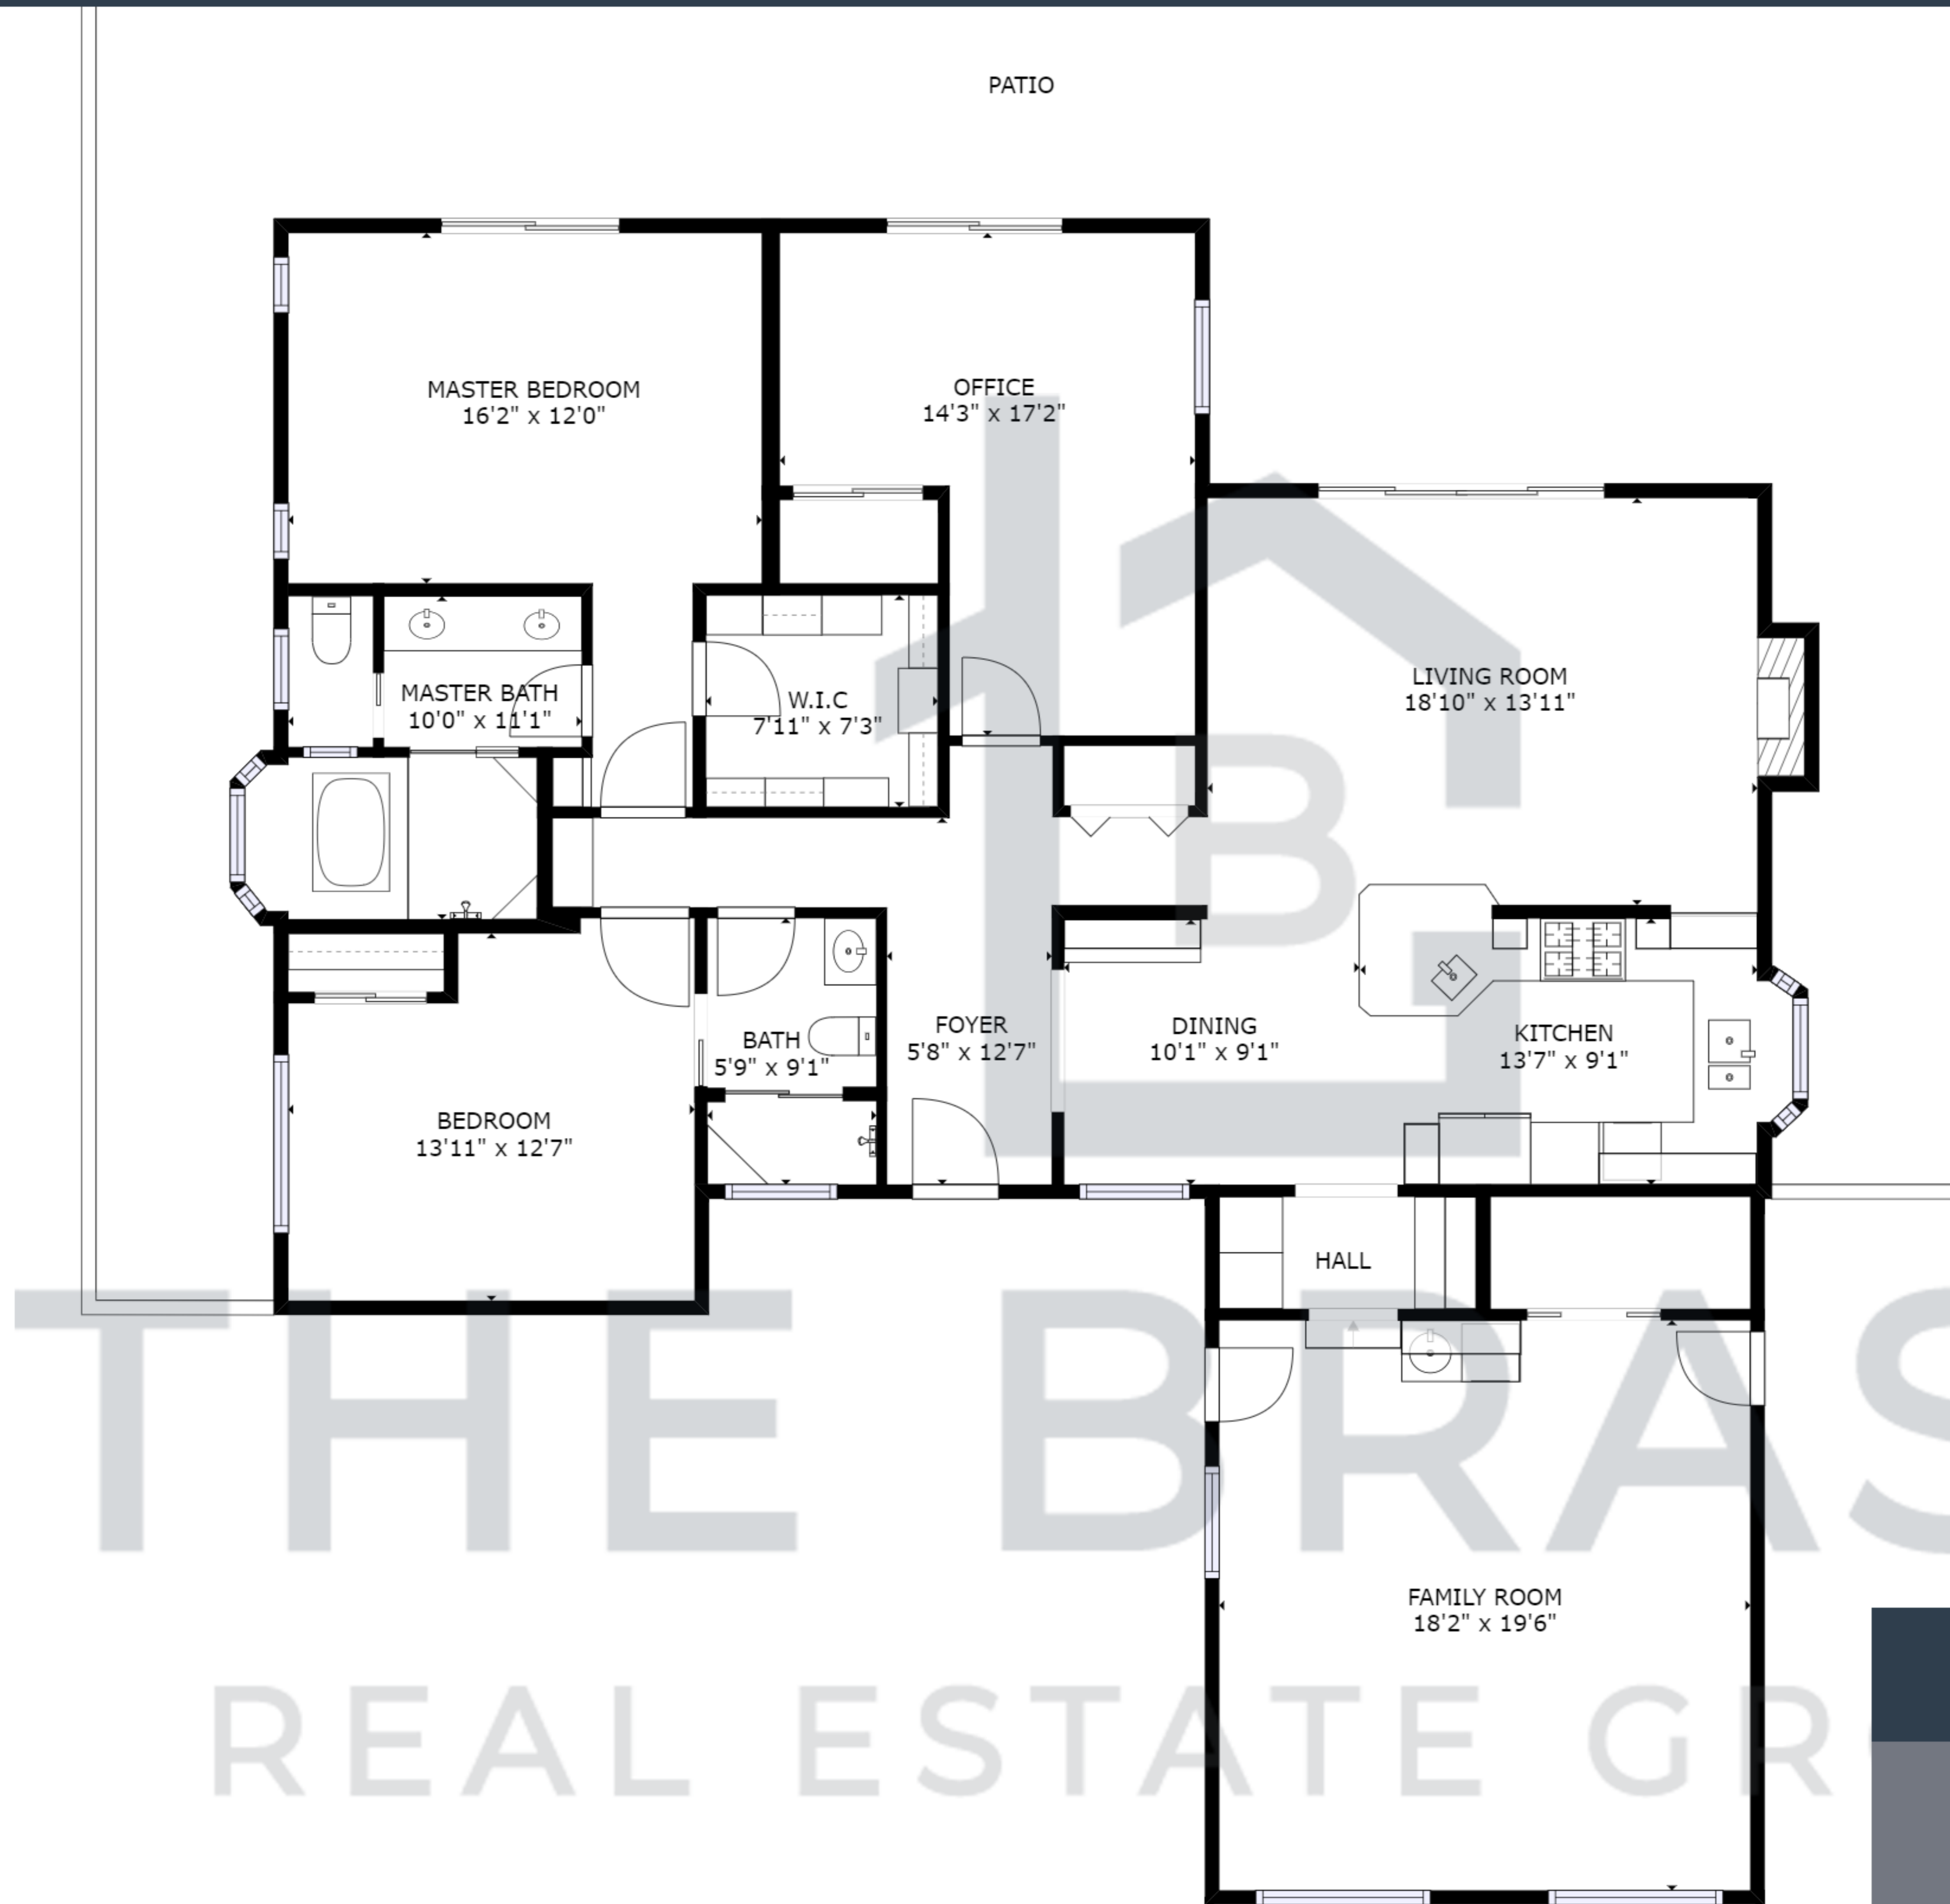 PATIO
MASTER BEDROOM
16'2" x 12'0"
OFFICE
14'3" x 17'2"
MASTER BATH
10'0" x 11'1"
W.I.C
7'11" x 7'3"
LIVING ROOM
18'10" x 13'11"
B
BATH
5'9" x 9'1"
FOYER
5'8" x 12'7"
DINING
10'1" x 9'1"
KITCHEN
13'7" x 9'1"
BEDROOM
13'11" x 12'7"
HALL
THE BRAS
FAMILY ROOM
18'2" x 19'6"
REAL ESTATE GR